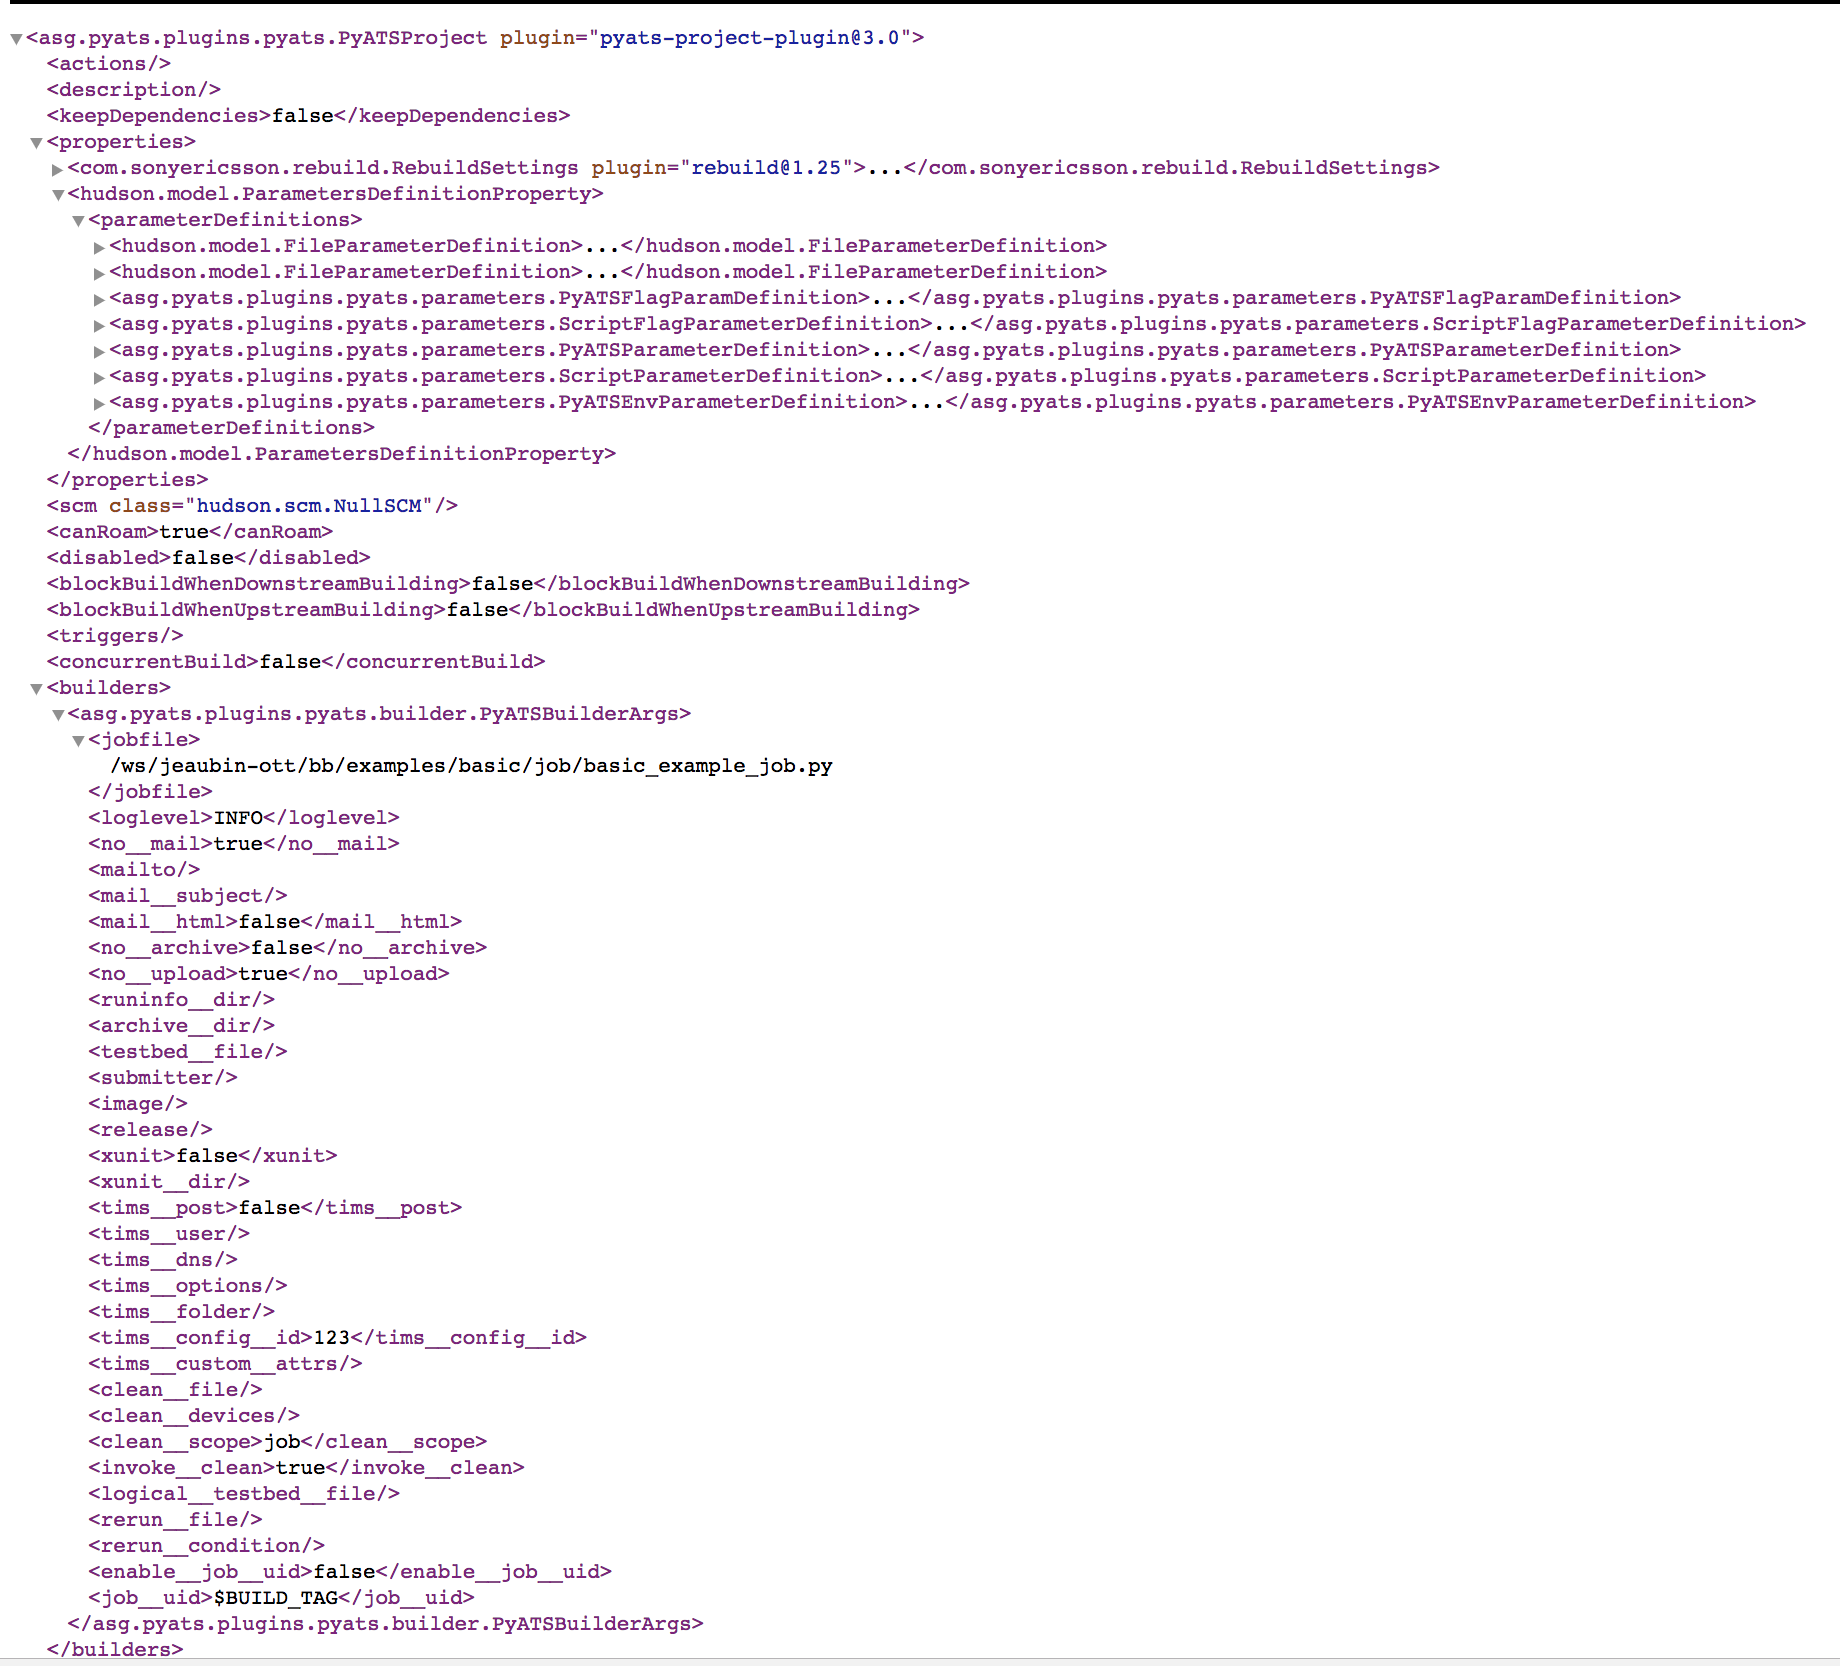 <asg.pyats.plugins.pyats.PyATSProject plugin="pyats-project-plugin@3.0">
<actions/>
<description/>
<keepDependencies>false</keepDependencies>
<properties>
<com.sonyericsson.rebuild.RebuildSettings plugin="rebuild@1.25">...</com.sonyericsson.rebuild.RebuildSettings>
<hudson.model.ParametersDefinitionProperty>
<parameterDefinitions>
<hudson.model.FileParameterDefinition>...</hudson.model.FileParameterDefinition>
<hudson.model.FileParameterDefinition>...</hudson.model.FileParameterDefinition>
<asg.pyats.plugins.pyats.parameters.PyATSFlagParamDefinition>...</asg.pyats.plugins.pyats.parameters.PyATSFlagParamDefinition>
<asg.pyats.plugins.pyats.parameters.ScriptFlagParameterDefinition>...</asg.pyats.plugins.pyats.parameters.ScriptFlagParameterDefinition>
<asg.pyats.plugins.pyats.parameters.PyATSParameterDefinition>...</asg.pyats.plugins.pyats.parameters.PyATSParameterDefinition>
<asg.pyats.plugins.pyats.parameters.ScriptParameterDefinition>...</asg.pyats.plugins.pyats.parameters.ScriptParameterDefinition>
<asg.pyats.plugins.pyats.parameters.PyATSEnvParameterDefinition>...</asg.pyats.plugins.pyats.parameters.PyATSEnvParameterDefinition>
</parameterDefinitions>
</hudson.model.ParametersDefinitionProperty>
</properties>
<scm class="hudson.scm.NullSCM"/>
<canRoam>true</canRoam>
<disabled>false</disabled>
<blockBuildWhenDownstreamBuilding>false</blockBuildWhenDownstreamBuilding>
<blockBuildWhenUpstreamBuilding>false</blockBuildWhenUpstreamBuilding>
<triggers/>
<concurrentBuild>false</concurrentBuild>
<builders>
<asg.pyats.plugins.pyats.builder.PyATSBuilderArgs>
<jobfile>
/ws/jeaubin-ott/bb/examples/basic/job/basic_example_job.py
</jobfile>
<loglevel>INFO</loglevel>
<no__mail>true</no__mail>
<mailto/>
<mail__subject/>
<mail__html>false</mail__html>
<no__archive>false</no__archive>
<no__upload>true</no__upload>
<runinfo__dir/>
<archive__dir/>
<testbed__file/>
<submitter/>
<image/>
<release/>
<xunit>false</xunit>
<xunit__dir/>
<tims__post>false</tims__post>
<tims__user/>
<tims__dns/>
<tims__options/>
<tims__folder/>
<tims__config__id>123</tims__config__id>
<tims__custom__attrs/>
<clean__file/>
<clean__devices/>
<clean__scope>job</clean__scope>
<invoke__clean>true</invoke__clean>
<logical__testbed__file/>
<rerun__file/>
<rerun__condition/>
<enable__job__uid>false</enable__job__uid>
<job__uid>$BUILD_TAG</job__uid>
</asg.pyats.plugins.pyats.builder.PyATSBuilderArgs>
</builders>